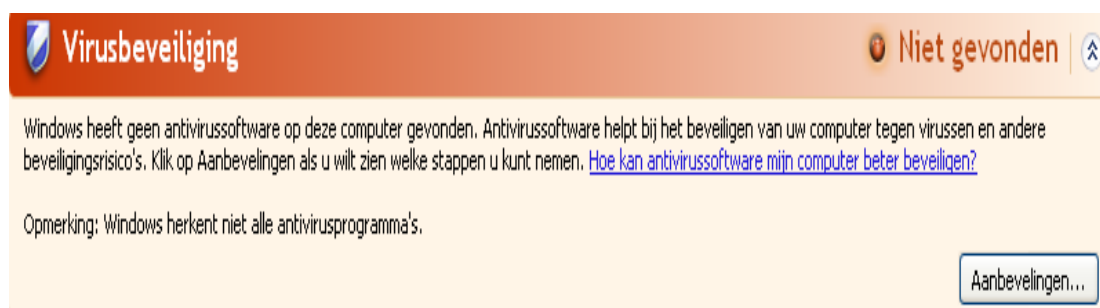 Virusbeveiliging
Niet gevonden
Windows heeft geen antivirussoftware op deze computer gevonden. Antivirussoftware helpt bij het beveiligen van uw computer tegen virussen en andere
beveiligingsrisico's. Klik op Aanbevelingen als u wilt zien welke stappen u kunt nemen. Hoe kan antivirussoftware mijn computer beter beveiligen?
Opmerking: Windows herkent niet alle antivirusprogramma's.
Aanbevelingen...